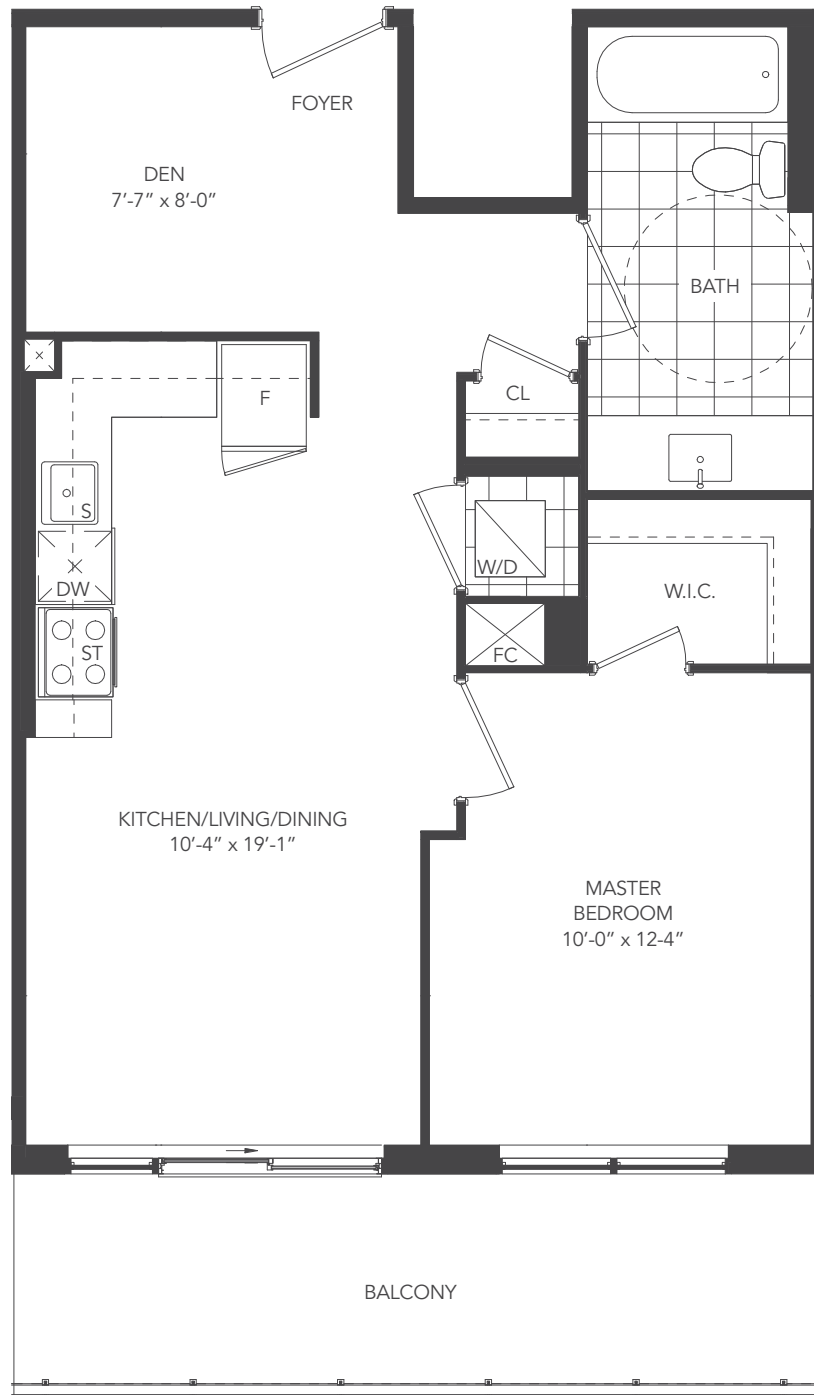 FOYER
DEN
7’-7” x 8’-0”
BATH
F
CL
S
W/D
DW
W.I.C.
ST
FC
KITCHEN/LIVING/DINING
10’-4” x 19’-1”
MASTER
BEDROOM
10’-0” x 12-4”
BALCONY